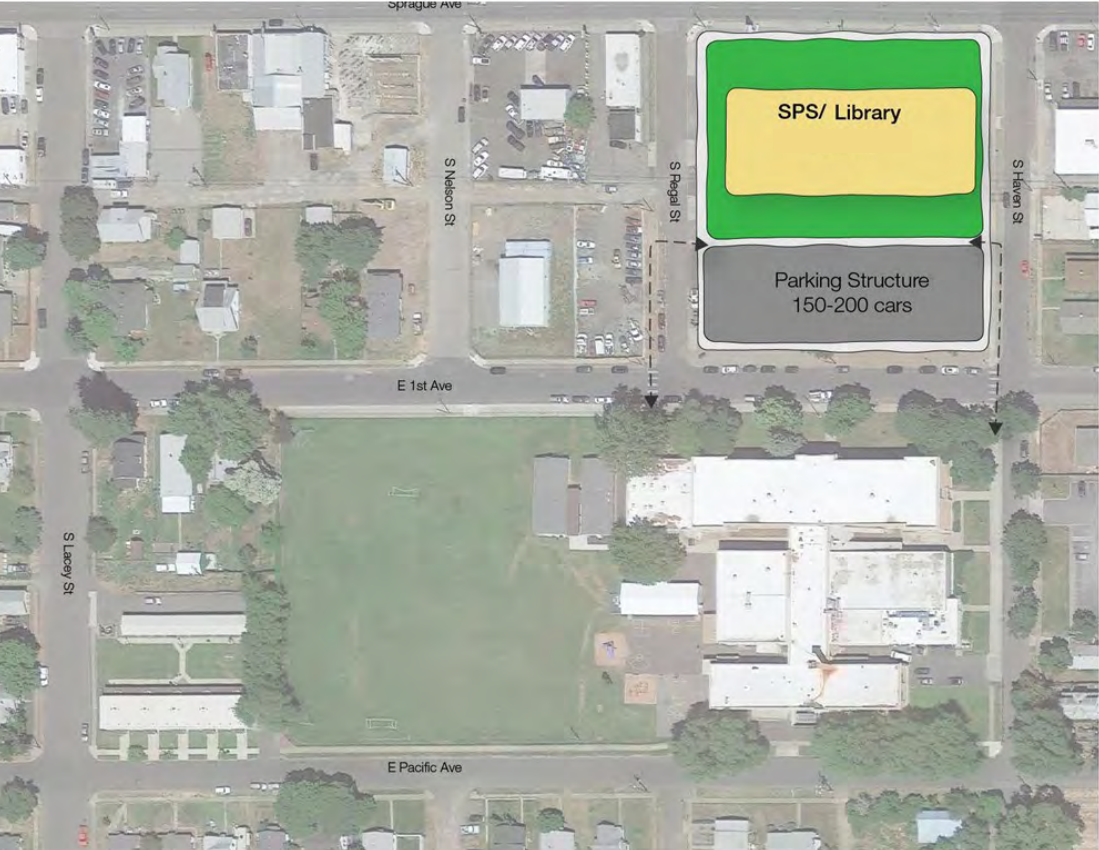 Sprague Ave
SPS/ Library
S Nelson St
S Regal St
S Haven St
Parking Structure
150-200 cars
E 1st Ave
S Lacey St
E Pacific Ave